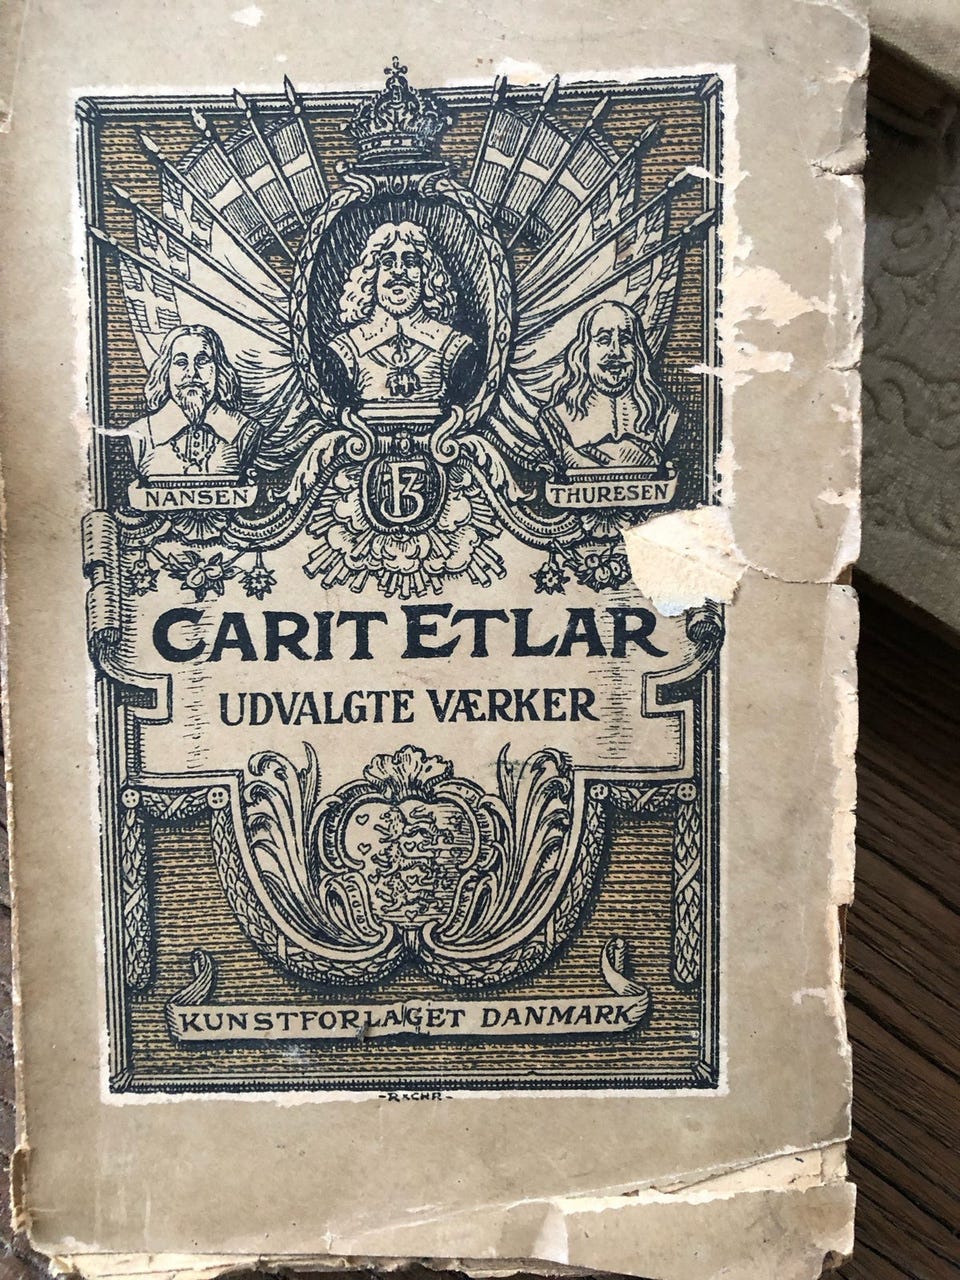 NANSEN
THURESEN
CARIT ETLAR
UDVALGTE VÆRKER
KUNSTFORLAGET DANMARK